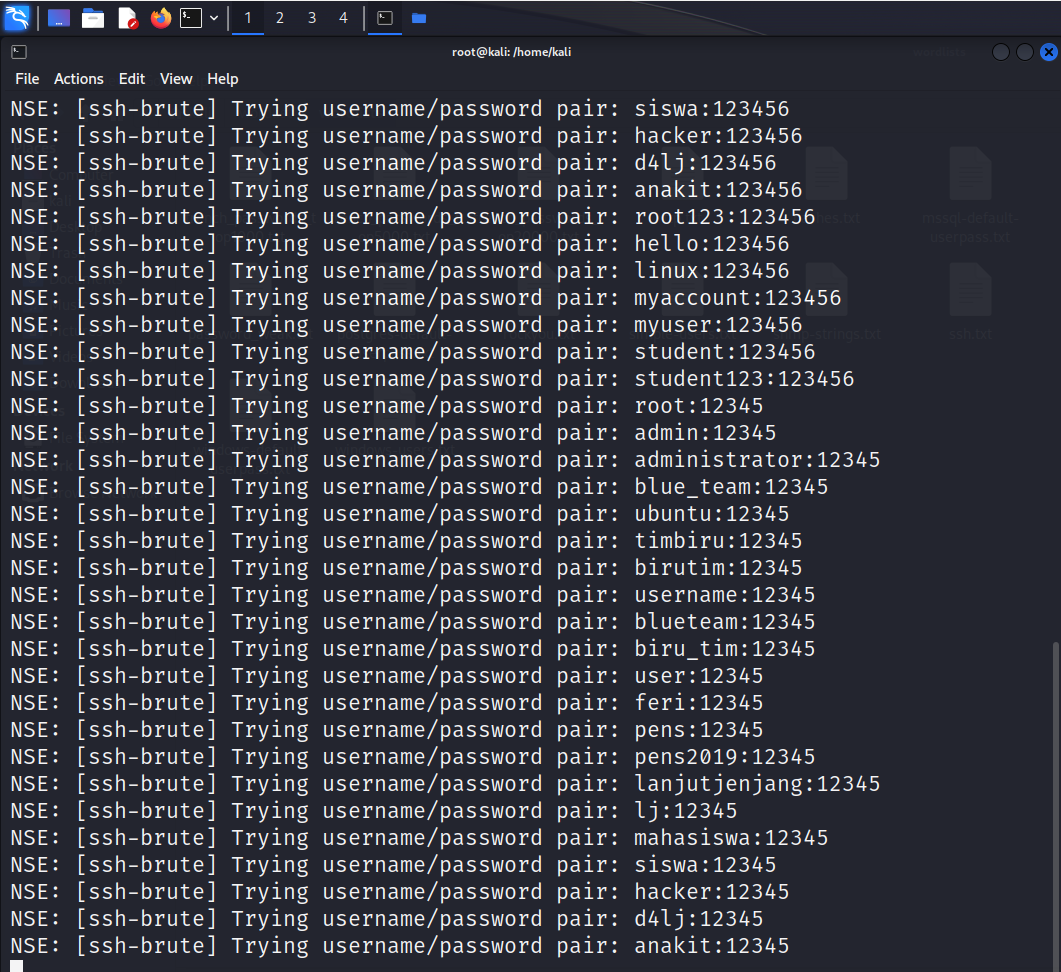 1 2 3 4
root@kali: /home/kali
File Actions Edit View Help
NSE: [ssh-brute] Trying username/password pair: siswa:123456
NSE: [ssh-brute] Trying username/password pair: hacker:123456
NSE: [ssh-brute] Trying username/password pair: d4lj:123456
NSE: [ssh-brute] Trying username/password pair: anakit:123456
NSE: [ssh-brute] Trying username/password pair: root123:123456
NSE: [ssh-brute] Trying username/password pair: hello:123456
NSE: [ssh-brute] Trying username/password pair: linux:123456
NSE: [ssh-brute] Trying username/password pair: myaccount:123456
NSE: [ssh-brute] Trying username/password pair: myuser:123456
NSE: [ssh-brute] Trying username/password pair: student:123456
NSE: [ssh-brute] Trying username/password pair: student123:123456
NSE: [ssh-brute] Trying username/password pair: root:12345
NSE: [ssh-brute] Trying username/password pair: admin:12345
NSE: [ssh-brute] Trying username/password pair: administrator:12345
NSE: [ssh-brute] Trying username/password pair: blue_team:12345
NSE: [ssh-brute] Trying username/password pair: ubuntu:12345
NSE: [ssh-brute] Trying username/password pair: timbiru:12345
NSE: [ssh-brute] Trying username/password pair: birutim:12345
NSE: [ssh-brute] Trying username/password pair: username:12345
NSE: [ssh-brute] Trying username/password pair: blueteam:12345
NSE: [ssh-brute] Trying username/password pair: biru_tim:12345
NSE: [ssh-brute] Trying username/password pair: user:12345
NSE: [ssh-brute] Trying username/password pair: feri:12345
NSE: [ssh-brute] Trying username/password pair: pens:12345
NSE: [ssh-brute] Trying username/password pair: pens2019:12345
NSE: [ssh-brute] Trying username/password pair: lanjutjenjang:12345
NSE: [ssh-brute] Trying username/password pair: lj:12345
NSE: [ssh-brute] Trying username/password pair: mahasiswa:12345
NSE: [ssh-brute] Trying username/password pair: siswa:12345
NSE: [ssh-brute] Trying username/password pair: hacker:12345
NSE: [ssh-brute] Trying username/password pair: d4lj:12345
NSE: [ssh-brute] Trying username/password pair: anakit:12345
mssql-default-
userpass.txt
ssh.txt